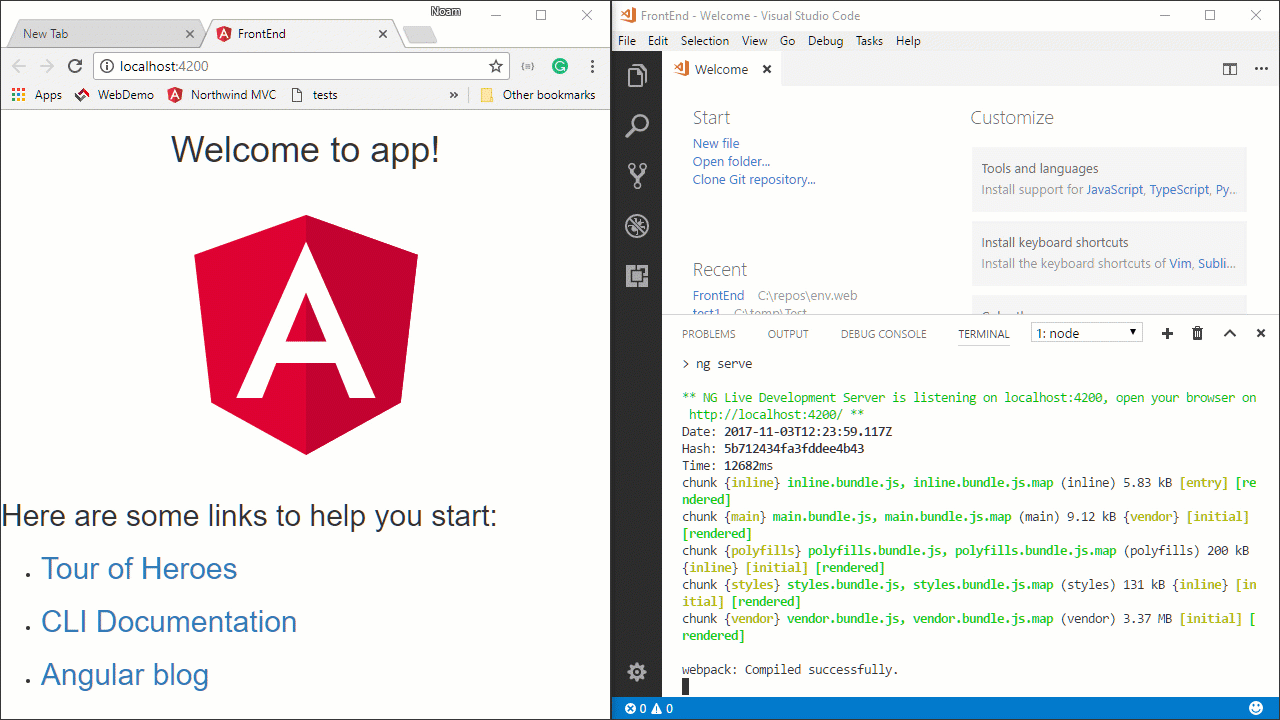 Noam
New Tab
FrontEnd
localhost:4200
Apps
WebDemo
Northwind MVC
tests
»
Other bookmarks
Welcome to app!
Here are some links to help you start:
Tour of Heroes
CLI Documentation
Angular blog
FrontEnd - Welcome - Visual Studio Code
File Edit Selection View Go Debug Tasks Help
Welcome
Start
New file
Open folder...
Clone Git repository...
Recent
FrontEnd C:\repos\env.web
test1 C:\temp\Test
Customize
Tools and languages
Install support for JavaScript, TypeScript, Py...
Install keyboard shortcuts
Install the keyboard shortcuts of Vim, Subli...
PROBLEMS OUTPUT DEBUG CONSOLE TERMINAL 1: node
> ng serve
** NG Live Development Server is listening on localhost:4200, open your browser on
http://localhost:4200/ **
Date: 2017-11-03T12:23:59.117Z
Hash: 5b712434fa3fddee4b43
Time: 12682ms
chunk {inline} inline.bundle.js, inline.bundle.js.map (inline) 5.83 kB [entry] [re
ndered]
chunk {main} main.bundle.js, main.bundle.js.map (main) 9.12 kB {vendor} [initial]
[rendered]
chunk {polyfills} polyfills.bundle.js, polyfills.bundle.js.map (polyfills) 200 kB
{inline} [initial] [rendered]
chunk {styles} styles.bundle.js, styles.bundle.js.map (styles) 131 kB {inline} [in
itial] [rendered]
chunk {vendor} vendor.bundle.js, vendor.bundle.js.map (vendor) 3.37 MB [initial] [
rendered]
webpack: Compiled successfully.
0 0